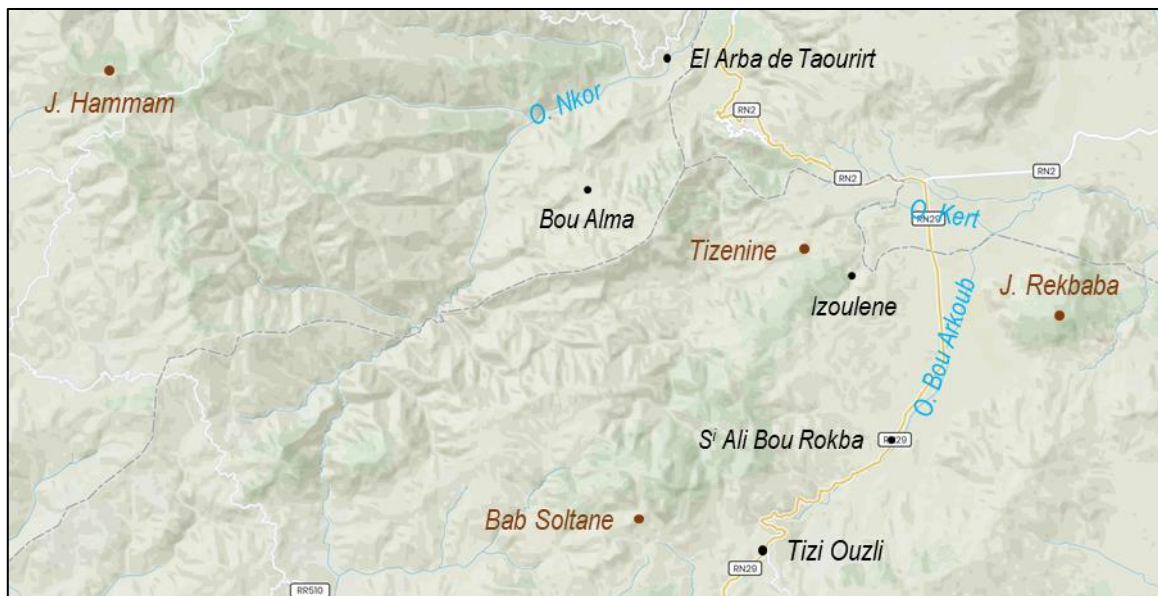 El Arba de Taourirt
J. Hammam
O. Nkor
RN2
RN2
RN2
Bou Alma
O. Kert
RN29
Tizenine
J. Rekbaba
Izoulene
O. Bou Arkoub
Sⁱ Ali Bou Rokba
RN29
Bab Soltane
Tizi Ouzli
RN29
RR510